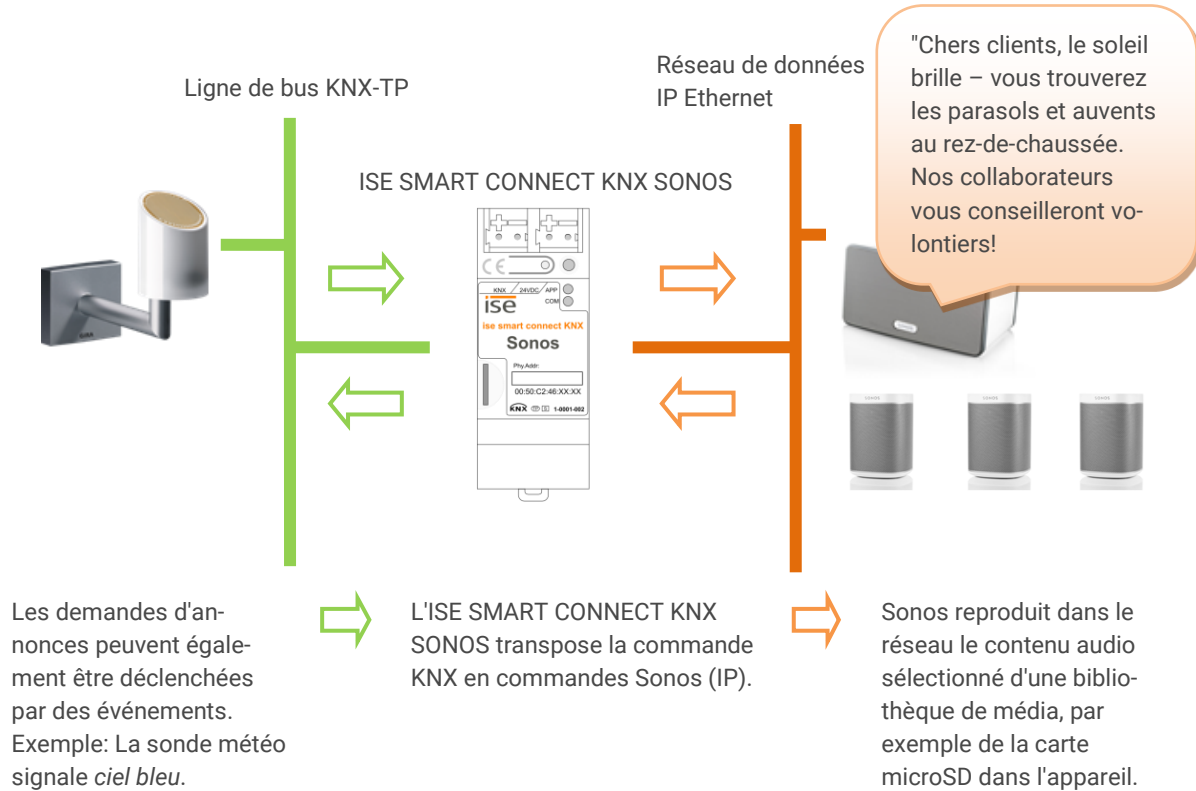 Ligne de bus KNX-TP
Réseau de données
IP Ethernet
"Chers clients, le soleil
brille – vous trouverez
les parasols et auvents
au rez-de-chaussée.
Nos collaborateurs
vous conseilleront vo-
lontiers!
ISE SMART CONNECT KNX SONOS
CE
KNX / 24VDC / APP
COM
ise
ise smart connect KNX
Sonos
Phy.Addr:
00:50:C2:46:XX:XX
KNX 1-0001-002
SONOS
SONOS
SONOS
SONOS
Les demandes d'an-
nonces peuvent égale-
ment être déclenchées
par des événements.
Exemple: La sonde météo
signale ciel bleu.
L'ISE SMART CONNECT KNX
SONOS transpose la commande
KNX en commandes Sonos (IP).
Sonos reproduit dans le
réseau le contenu audio
sélectionné d'une biblio-
thèque de média, par
exemple de la carte
microSD dans l'appareil.